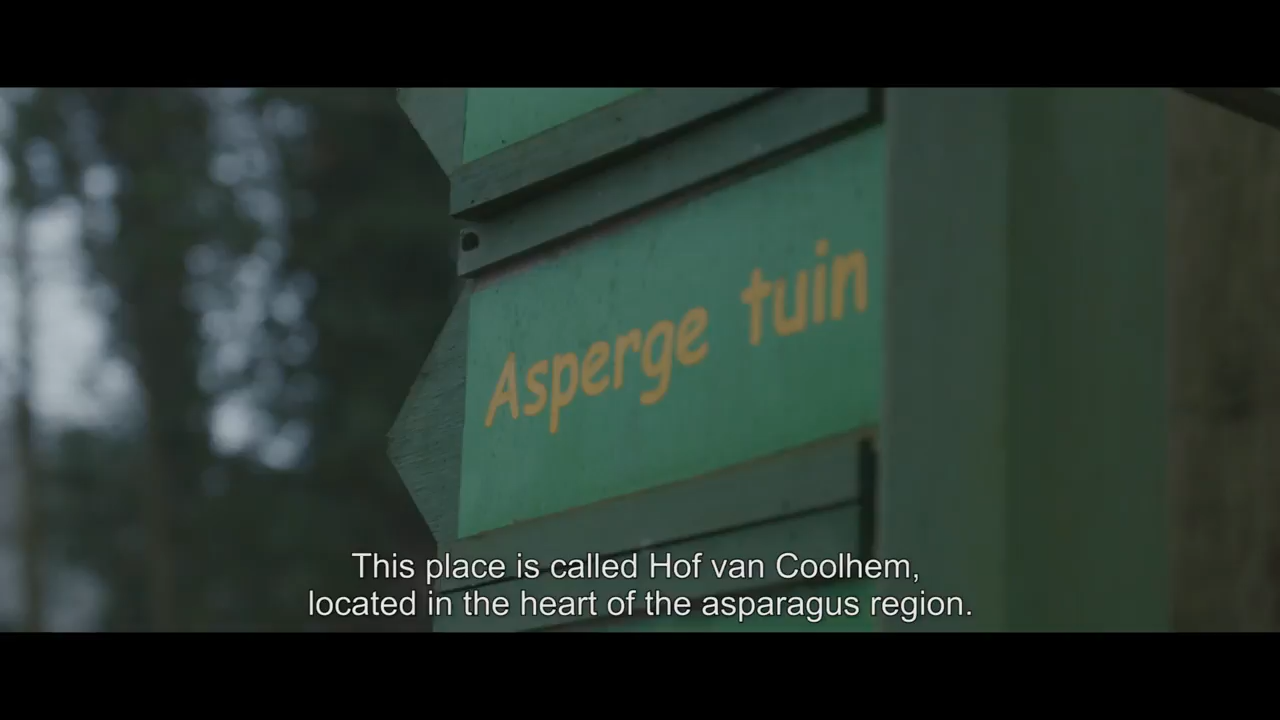 Asperge tuin
This place is called Hof van Coolhem,
located in the heart of the asparagus region.